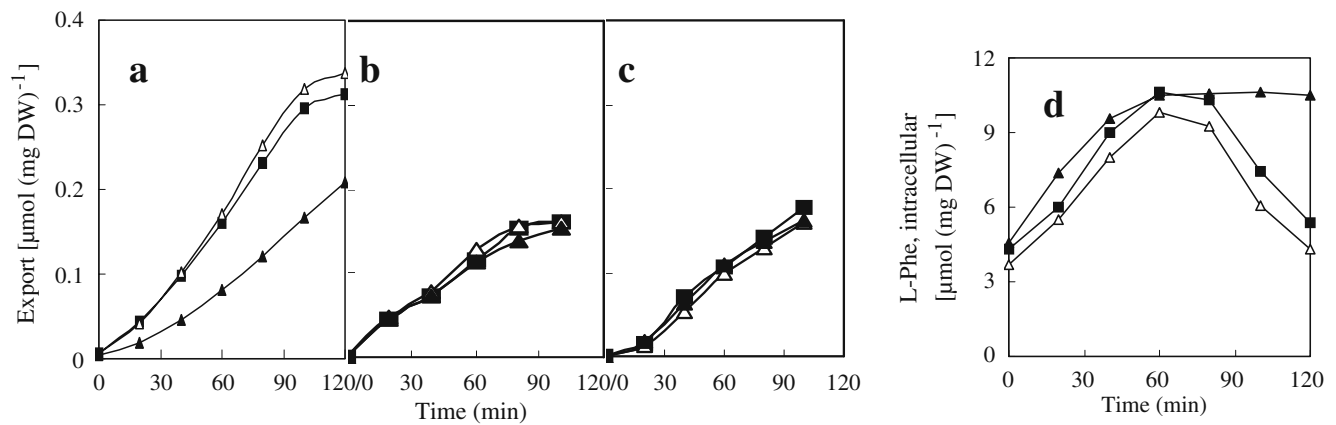 0.4
0.3
0.2
0.1
0
Export [µmol (mg DW)⁻¹
a
b
c
0 30 60 90 120/0 30 60 90 120/0 30 60 90 120
Time (min)
12
9
6
3
0
L-Phe, intracellular
[µmol (mg DW)⁻¹]
d
0 30 60 90 120
Time (min)